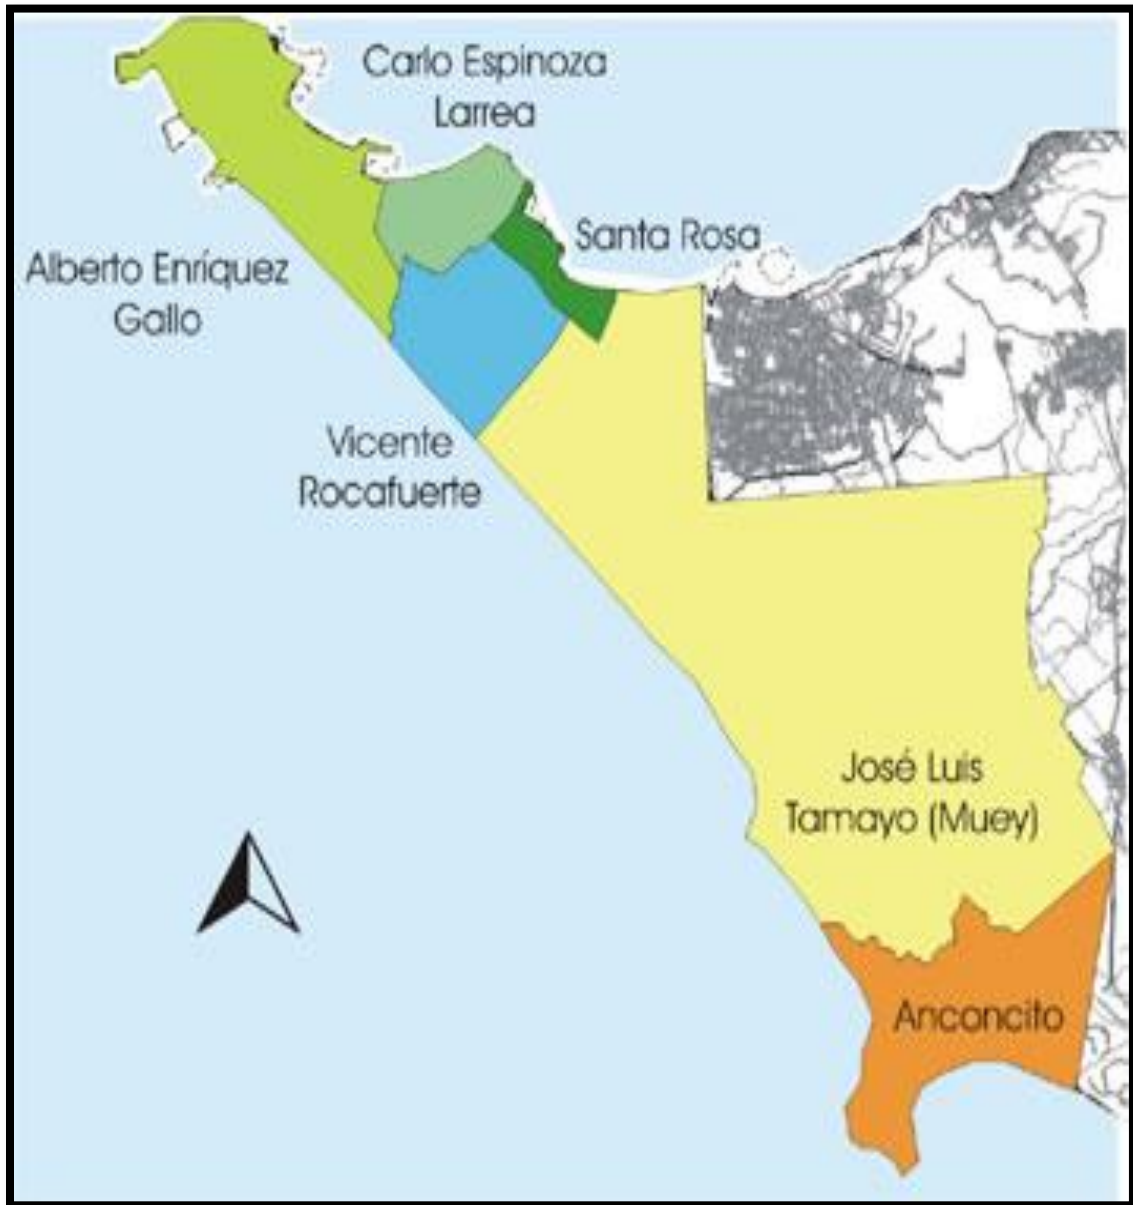 Carlo Espinoza
Larrea
Santa Rosa
Alberto Enríquez
Gallo
Vicente
Rocafuerte
José Luis
Tamayo (Muey)
Anconcito